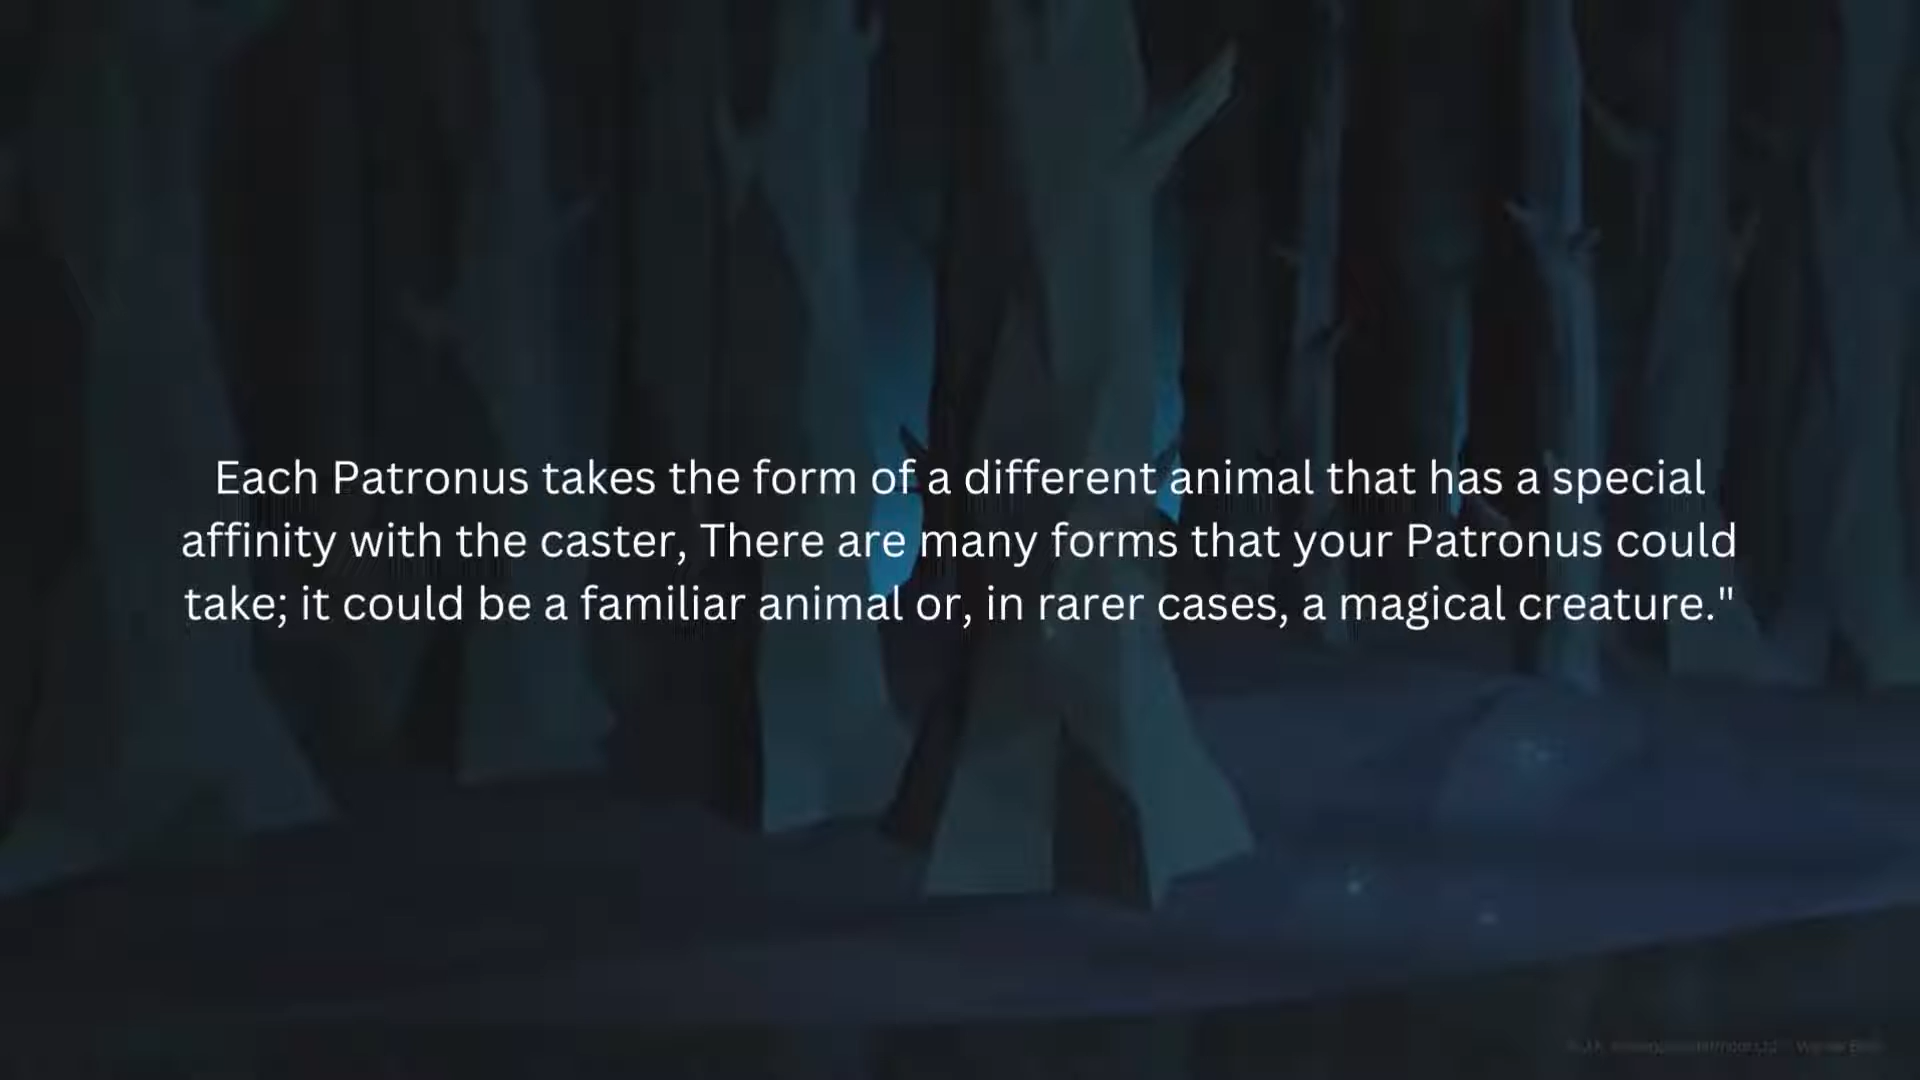 Each Patronus takes the form of a different animal that has a special
affinity with the caster, There are many forms that your Patronus could
take; it could be a familiar animal or, in rarer cases, a magical creature."